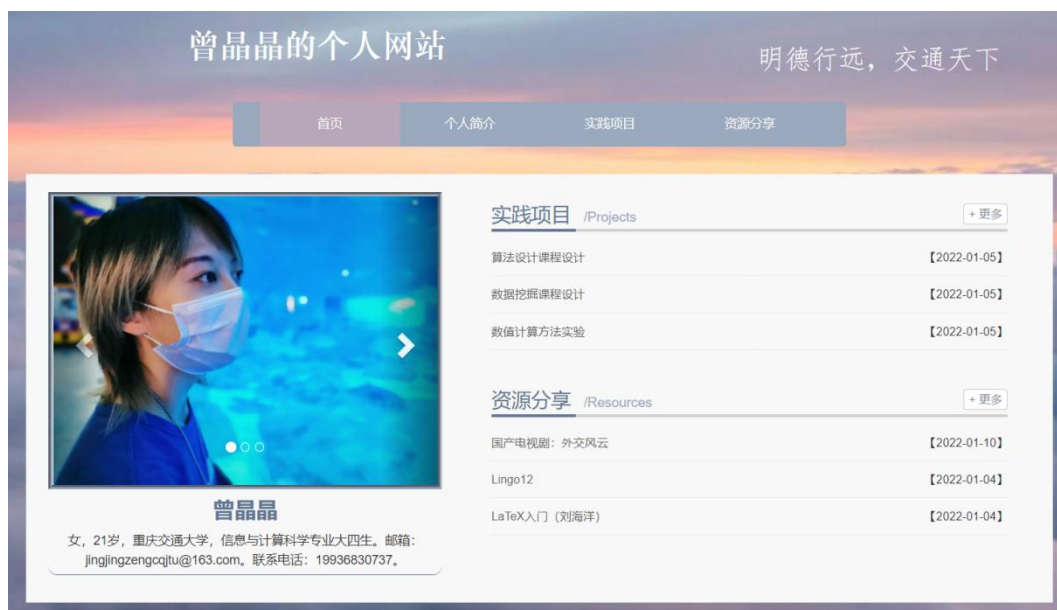 曾晶晶的个人网站
明德行远，交通天下
首页 个人简介 实践项目 资源分享
实践项目 /Projects + 更多
算法设计课程设计 【2022-01-05】
数据挖掘课程设计 【2022-01-05】
数值计算方法实验 【2022-01-05】
资源分享 /Resources + 更多
国产电视剧：外交风云 【2022-01-10】
Lingo12 【2022-01-04】
LaTeX入门（刘海洋） 【2022-01-04】
曾晶晶
女，21岁，重庆交通大学，信息与计算科学专业大四生。邮箱：
jingjingzengcqjtu@163.com。联系电话：19936830737。